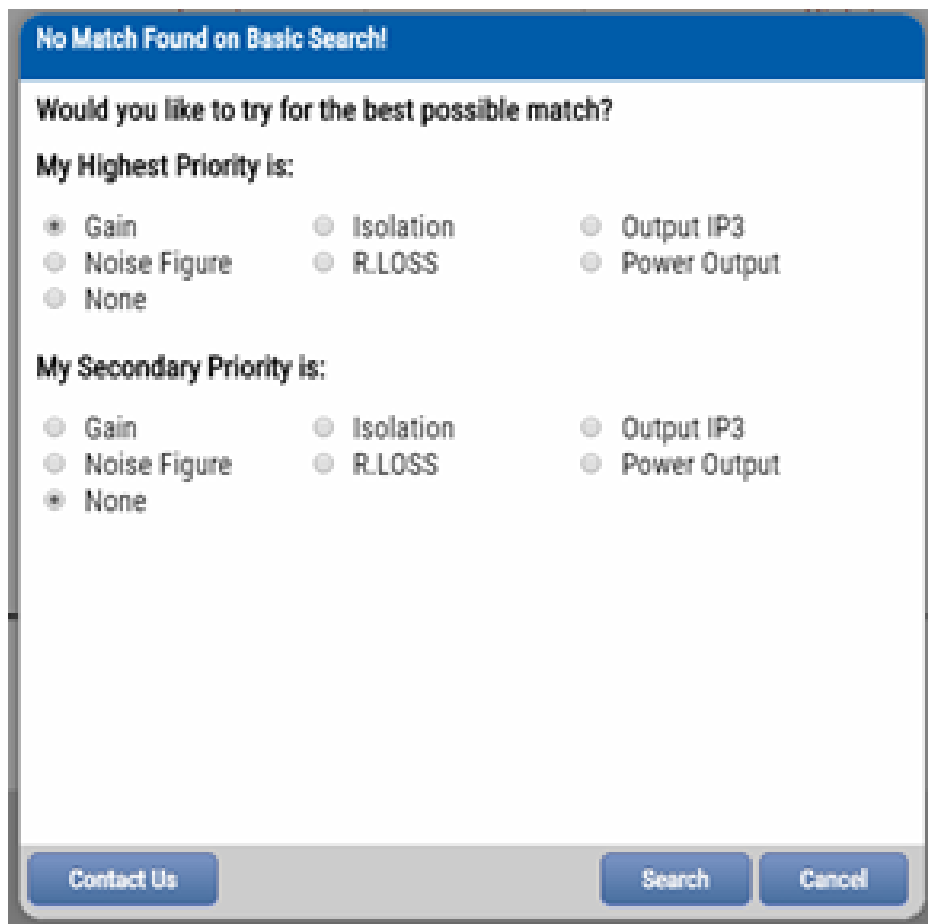 No Match Found on Basic Search!
Would you like to try for the best possible match?
My Highest Priority is:
Gain Isolation Output IP3
Noise Figure R.LOSS Power Output
None
My Secondary Priority is:
Gain Isolation Output IP3
Noise Figure R.LOSS Power Output
None
Contact Us Search Cancel